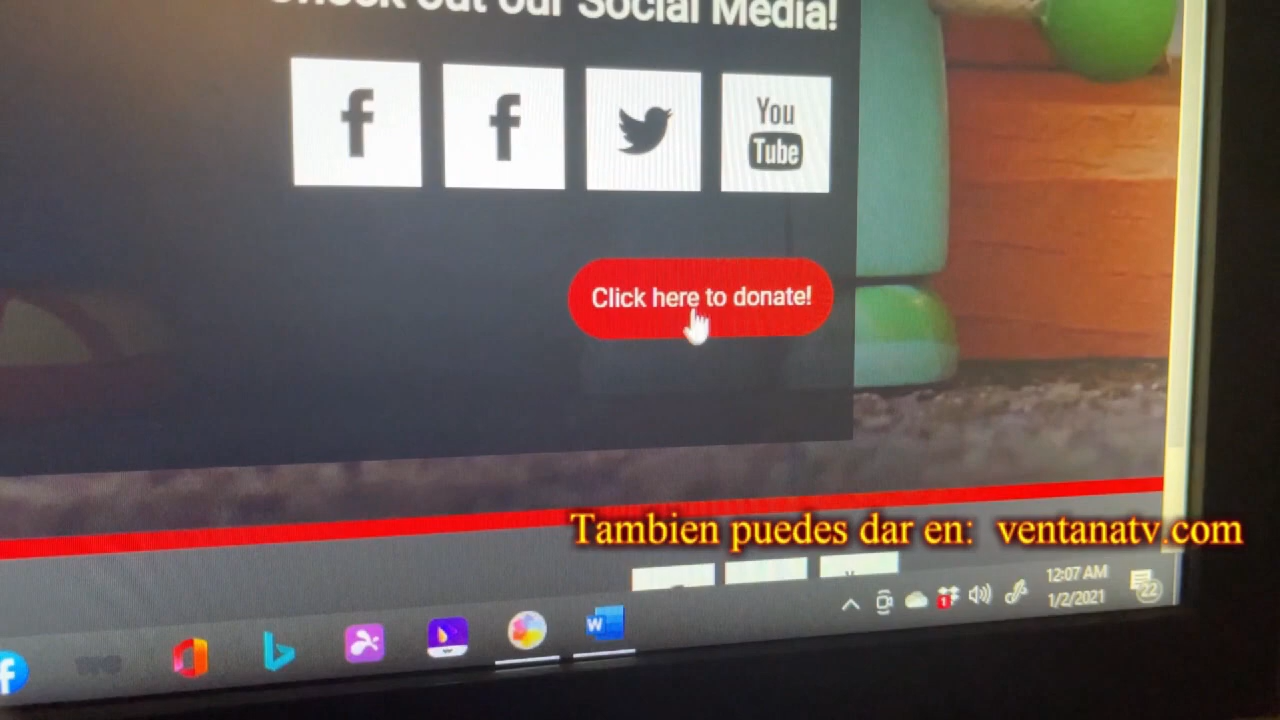 Check out our Social Media!
f
f
You
Tube
Click here to donate!
Tambien puedes dar en: ventanatv.com
12:07 AM
1/2/2021
22
1
W